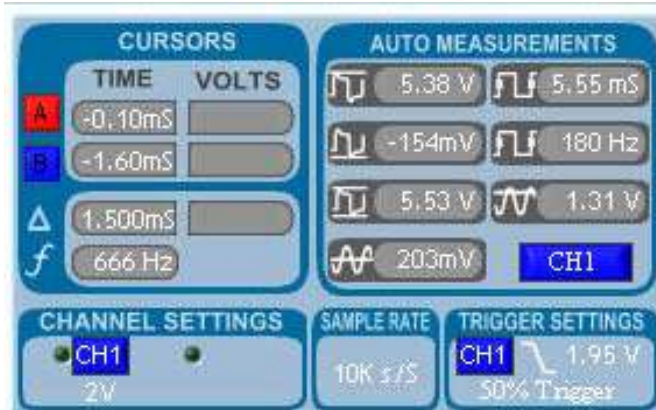 CURSORS
TIME VOLTS
A -0.10mS
B -1.60mS
Δ 1.500mS
f 666 Hz
AUTO MEASUREMENTS
5.38 V 5.55 mS
-154mV 180 Hz
5.53 V 1.31 V
203mV CH1
CHANNEL SETTINGS
CH1
2V
SAMPLE RATE
10K s/S
TRIGGER SETTINGS
CH1 1.95 V
50% Trigger